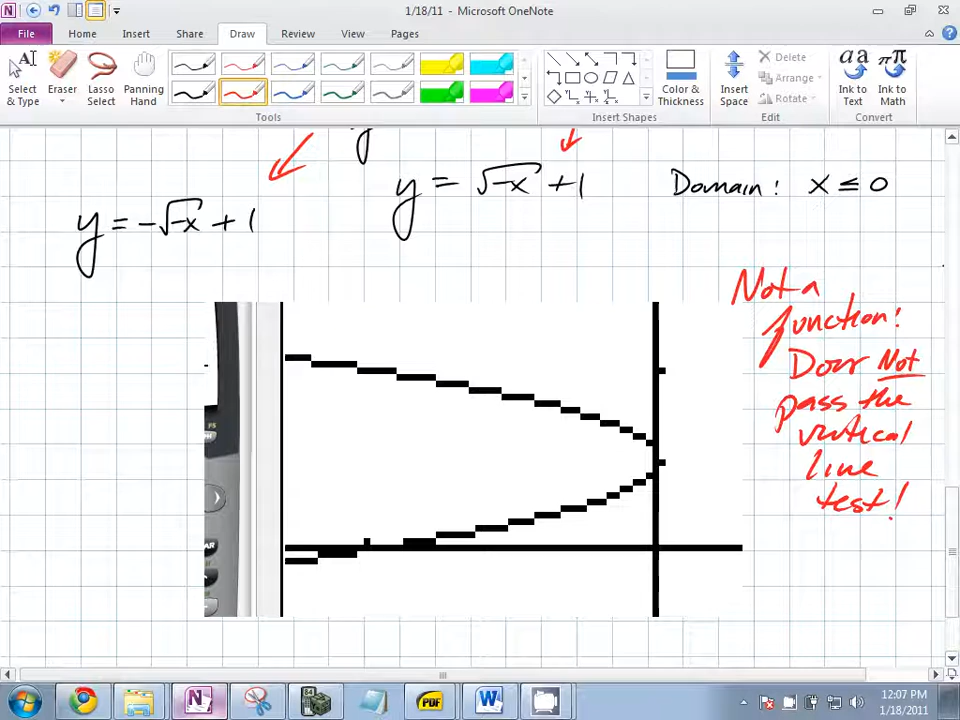 1/18/11 - Microsoft OneNote
File Home Insert Share Draw Review View Pages
Select & Type
Eraser
Lasso Select
Panning Hand
Color & Thickness
Insert Space
Delete
Arrange
Rotate
Ink to Text
Ink to Math
Tools
Insert Shapes
Edit
Convert
y
y = √-x + 1
Domain: x ≤ 0
y = -√-x + 1
Not a
function:
Does Not
pass the
vertical
line
test!
12:07 PM
1/18/2011